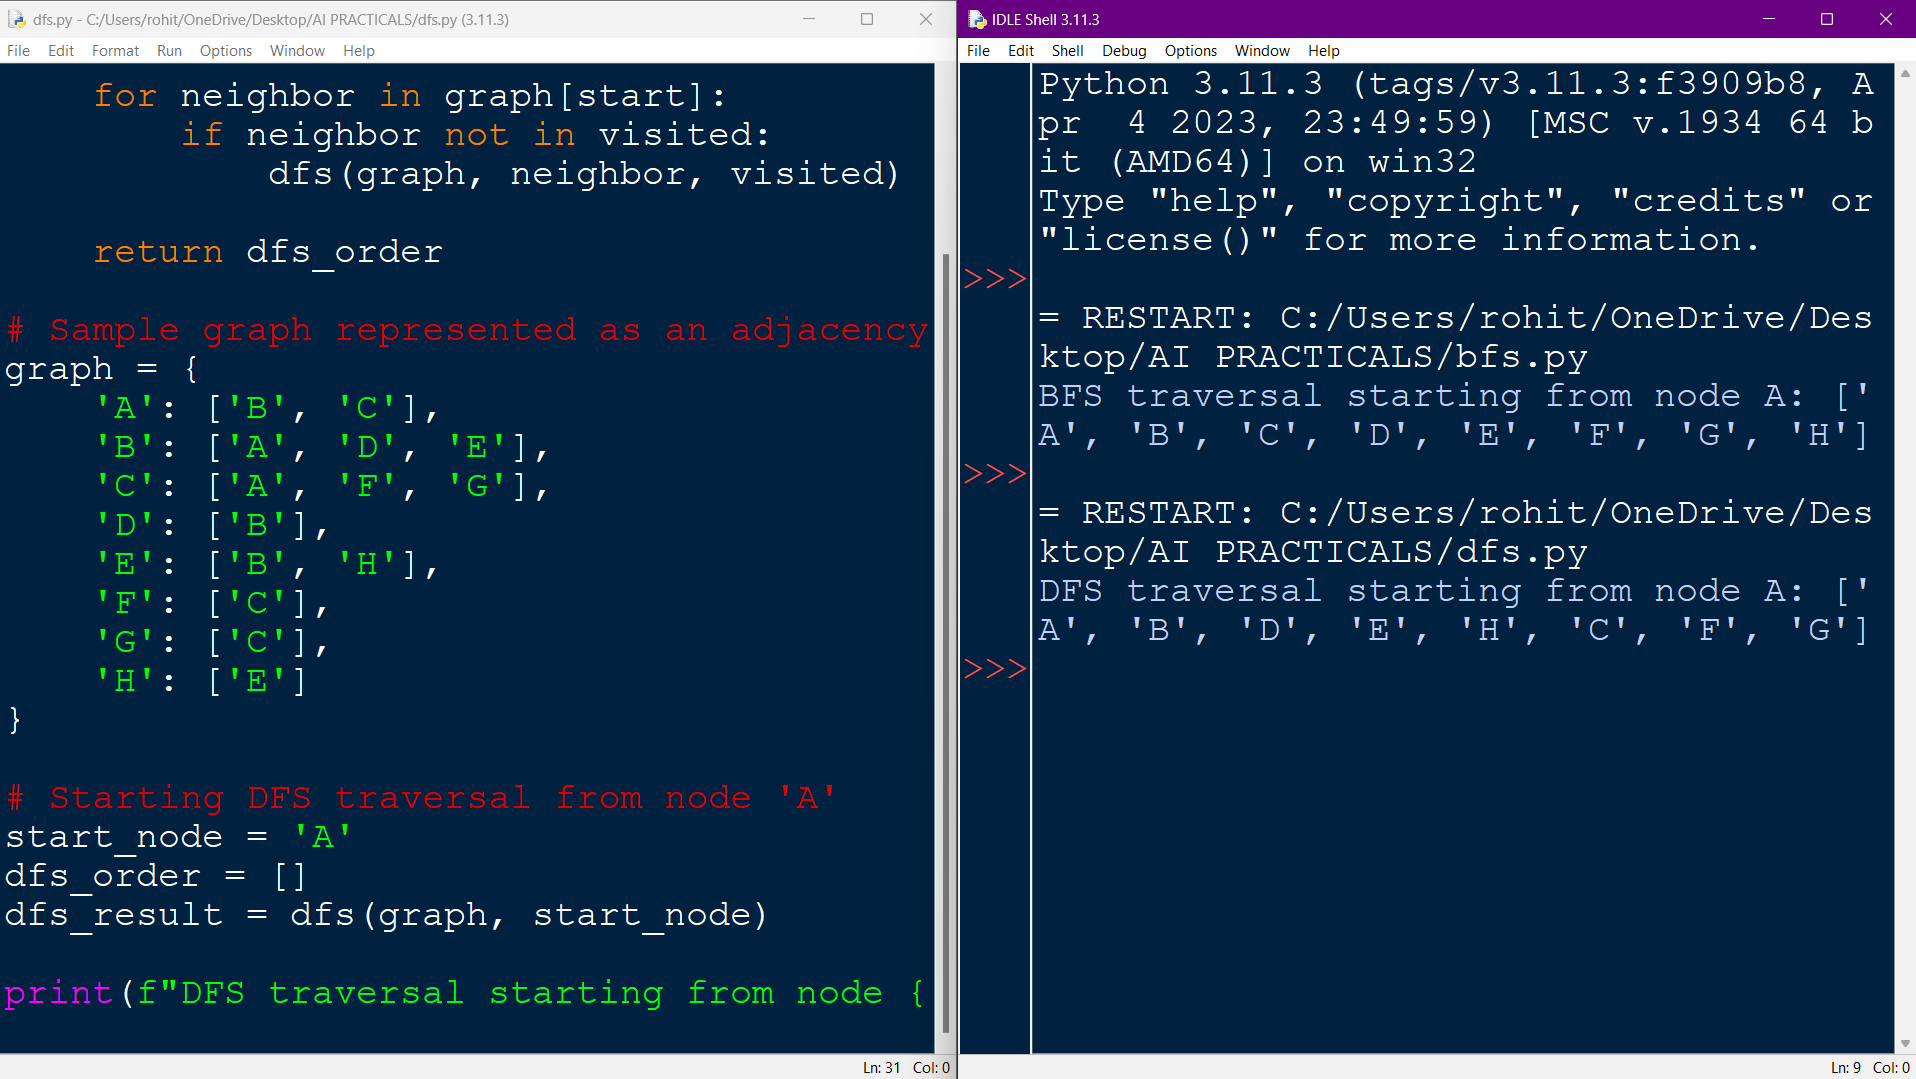 dfs.py - C:/Users/rohit/OneDrive/Desktop/AI PRACTICALS/dfs.py (3.11.3)
File Edit Format Run Options Window Help
    for neighbor in graph[start]:
        if neighbor not in visited:
            dfs(graph, neighbor, visited)
    return dfs_order
# Sample graph represented as an adjacency
graph = {
    'A': ['B', 'C'],
    'B': ['A', 'D', 'E'],
    'C': ['A', 'F', 'G'],
    'D': ['B'],
    'E': ['B', 'H'],
    'F': ['C'],
    'G': ['C'],
    'H': ['E']
}
# Starting DFS traversal from node 'A'
start_node = 'A'
dfs_order = []
dfs_result = dfs(graph, start_node)
print(f"DFS traversal starting from node {
Ln: 31 Col: 0
IDLE Shell 3.11.3
File Edit Shell Debug Options Window Help
Python 3.11.3 (tags/v3.11.3:f3909b8, A
pr  4 2023, 23:49:59) [MSC v.1934 64 b
it (AMD64)] on win32
Type "help", "copyright", "credits" or
"license()" for more information.
>>>
= RESTART: C:/Users/rohit/OneDrive/Des
ktop/AI PRACTICALS/bfs.py
BFS traversal starting from node A: ['
A', 'B', 'C', 'D', 'E', 'F', 'G', 'H']
>>>
= RESTART: C:/Users/rohit/OneDrive/Des
ktop/AI PRACTICALS/dfs.py
DFS traversal starting from node A: ['
A', 'B', 'D', 'E', 'H', 'C', 'F', 'G']
>>>
Ln: 9 Col: 0